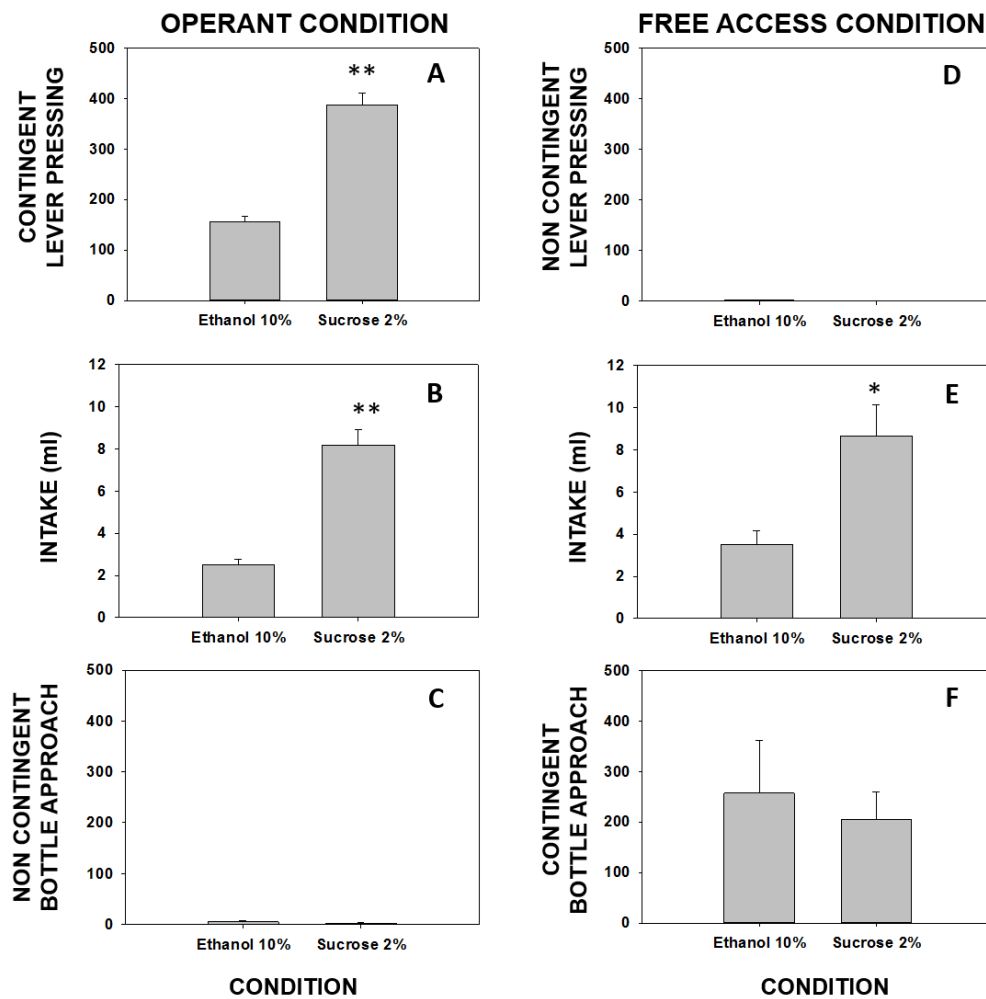 OPERANT CONDITION
CONTINGENT
LEVER PRESSING
500
400
300
200
100
0
A
**
Ethanol 10% Sucrose 2%
INTAKE (ml)
12
10
8
6
4
2
0
B
**
Ethanol 10% Sucrose 2%
NON CONTINGENT
BOTTLE APPROACH
500
400
300
200
100
0
C
Ethanol 10% Sucrose 2%
CONDITION
FREE ACCESS CONDITION
NON CONTINGENT
LEVER PRESSING
500
400
300
200
100
0
D
Ethanol 10% Sucrose 2%
INTAKE (ml)
12
10
8
6
4
2
0
E
*
Ethanol 10% Sucrose 2%
CONTINGENT
BOTTLE APPROACH
500
400
300
200
100
0
F
Ethanol 10% Sucrose 2%
CONDITION